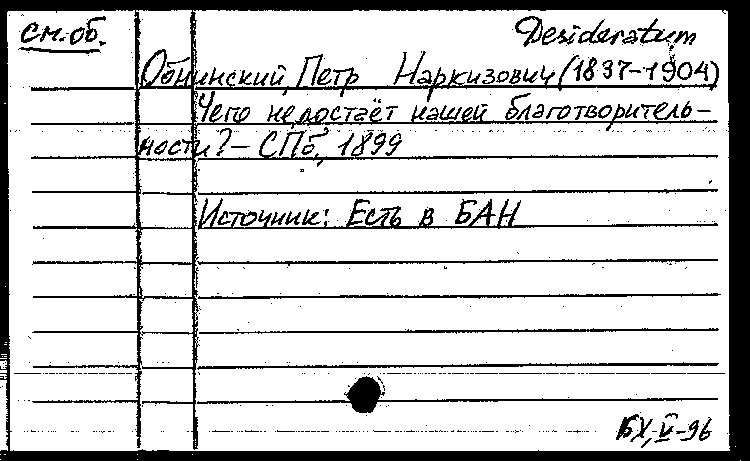 см. об.
Desideratum
Обнинский, Петр Наркизович (1837-1904)
Чего недостаёт нашей благотворитель-
ности? - СПб., 1899
Источник: Есть в БАН
БХ, V-96